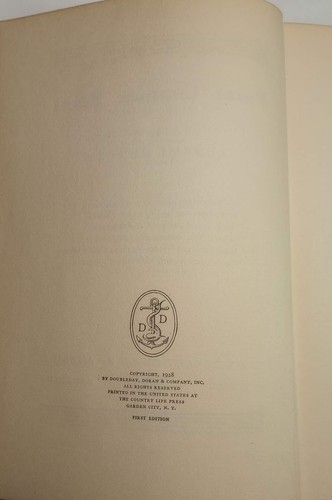 D D
COPYRIGHT, 1928
BY DOUBLEDAY, DORAN & COMPANY, INC.
ALL RIGHTS RESERVED
PRINTED IN THE UNITED STATES AT
THE COUNTRY LIFE PRESS
GARDEN CITY, N. Y.
FIRST EDITION